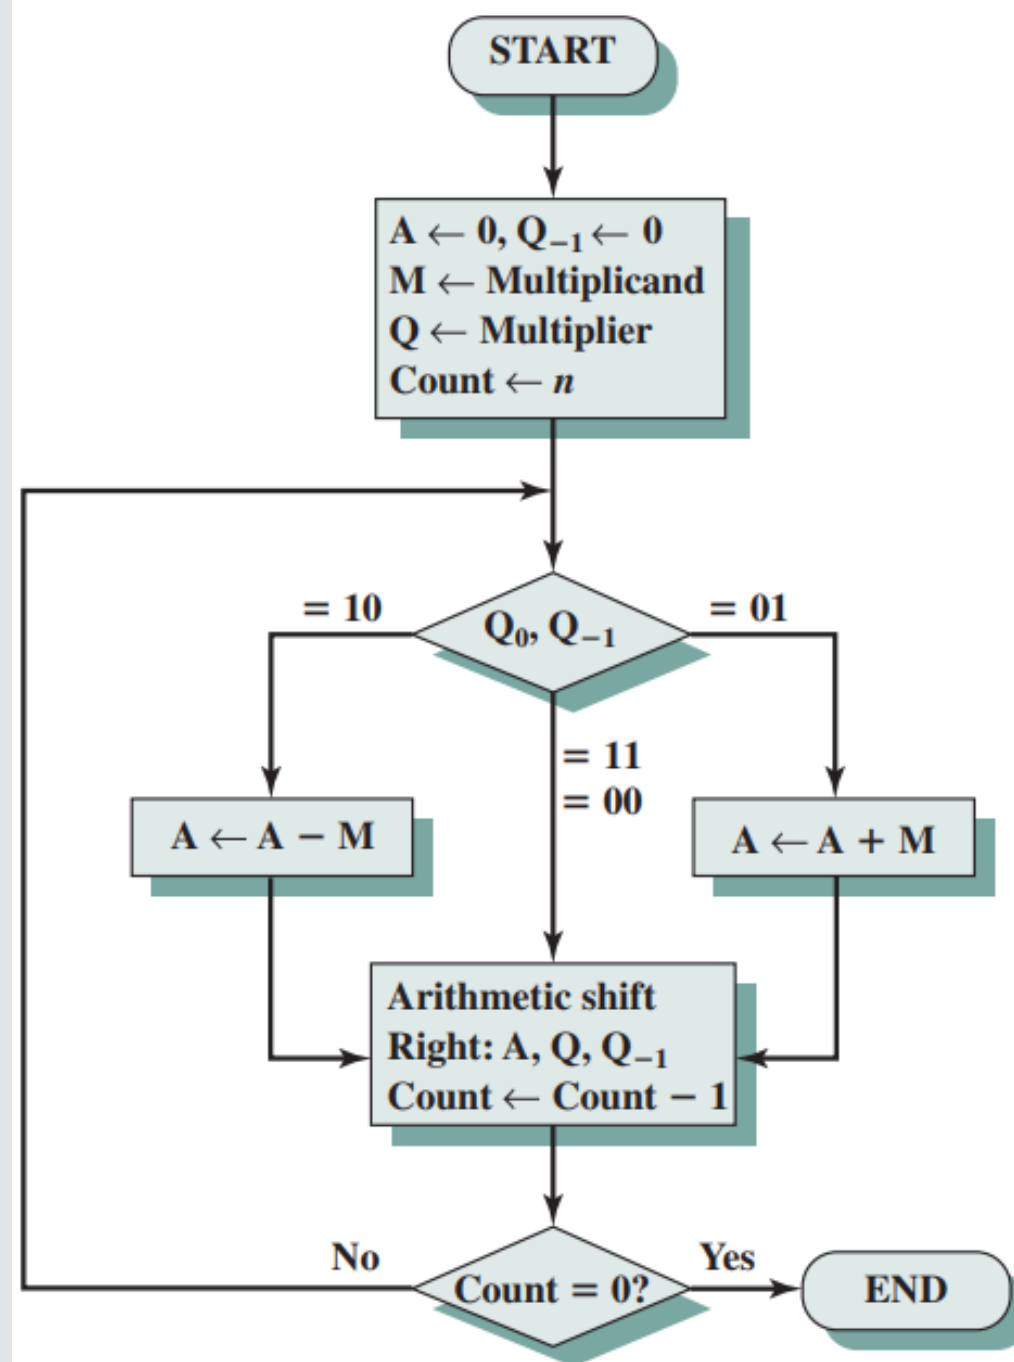 START
A ← 0, Q₋₁ ← 0
M ← Multiplicand
Q ← Multiplier
Count ← n
= 10
Q₀, Q₋₁
= 01
= 11
= 00
A ← A − M
A ← A + M
Arithmetic shift
Right: A, Q, Q₋₁
Count ← Count − 1
No
Count = 0?
Yes
END